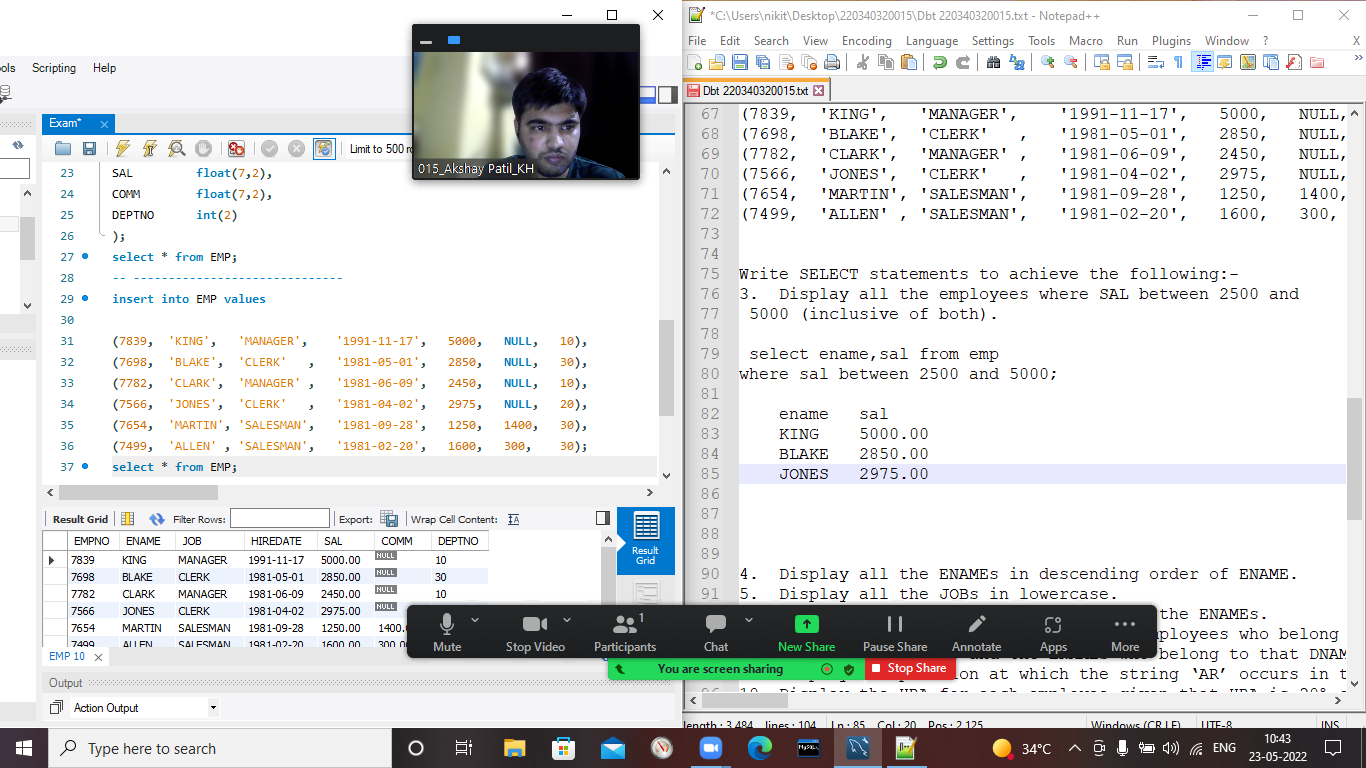 ols Scripting Help
Exam*
Limit to 500 ro
23 SAL float(7,2),
24 COMM float(7,2),
25 DEPTNO int(2)
26 );
27 select * from EMP;
28 -- ------------------------------
29 insert into EMP values
30
31 (7839, 'KING', 'MANAGER', '1991-11-17', 5000, NULL, 10),
32 (7698, 'BLAKE', 'CLERK' , '1981-05-01', 2850, NULL, 30),
33 (7782, 'CLARK', 'MANAGER' , '1981-06-09', 2450, NULL, 10),
34 (7566, 'JONES', 'CLERK' , '1981-04-02', 2975, NULL, 20),
35 (7654, 'MARTIN', 'SALESMAN', '1981-09-28', 1250, 1400, 30),
36 (7499, 'ALLEN' , 'SALESMAN', '1981-02-20', 1600, 300, 30);
37 select * from EMP;
Result Grid Filter Rows: Export: Wrap Cell Content: IA
EMPNO ENAME JOB HIREDATE SAL COMM DEPTNO
7839 KING MANAGER 1991-11-17 5000.00 NULL 10
7698 BLAKE CLERK 1981-05-01 2850.00 NULL 30
7782 CLARK MANAGER 1981-06-09 2450.00 NULL 10
7566 JONES CLERK 1981-04-02 2975.00 NULL
7654 MARTIN SALESMAN 1981-09-28 1250.00 1400.
7499 ALLEN SALESMAN 1981-02-20 1600.00 300.00
Result
Grid
EMP 10
Output
Action Output
015_Akshay Patil_KH
*C:\Users\nikit\Desktop\220340320015\Dbt 220340320015.txt - Notepad++
File Edit Search View Encoding Language Settings Tools Macro Run Plugins Window ? X
Dbt 220340320015.txt
67 (7839, 'KING', 'MANAGER', '1991-11-17', 5000, NULL,
68 (7698, 'BLAKE', 'CLERK' , '1981-05-01', 2850, NULL,
69 (7782, 'CLARK', 'MANAGER' , '1981-06-09', 2450, NULL,
70 (7566, 'JONES', 'CLERK' , '1981-04-02', 2975, NULL,
71 (7654, 'MARTIN', 'SALESMAN', '1981-09-28', 1250, 1400,
72 (7499, 'ALLEN' , 'SALESMAN', '1981-02-20', 1600, 300,
73
74
75 Write SELECT statements to achieve the following:-
76 3. Display all the employees where SAL between 2500 and
77 5000 (inclusive of both).
78
79 select ename,sal from emp
80 where sal between 2500 and 5000;
81
82 ename sal
83 KING 5000.00
84 BLAKE 2850.00
85 JONES 2975.00
86
87
88
89
90 4. Display all the ENAMEs in descending order of ENAME.
91 5. Display all the JOBs in lowercase.
the ENAMEs.
mployees who belong
belong to that DNAM
ion at which the string ‘AR’ occurs in t
Mute Stop Video Participants 1 Chat New Share Pause Share Annotate Apps More
You are screen sharing Stop Share
length : 3,484 lines : 104 Ln : 85 Col : 20 Pos : 2,125 Windows (CR LF) UTF-8 INS
Type here to search
MySQL
34°C ENG 10:43
23-05-2022